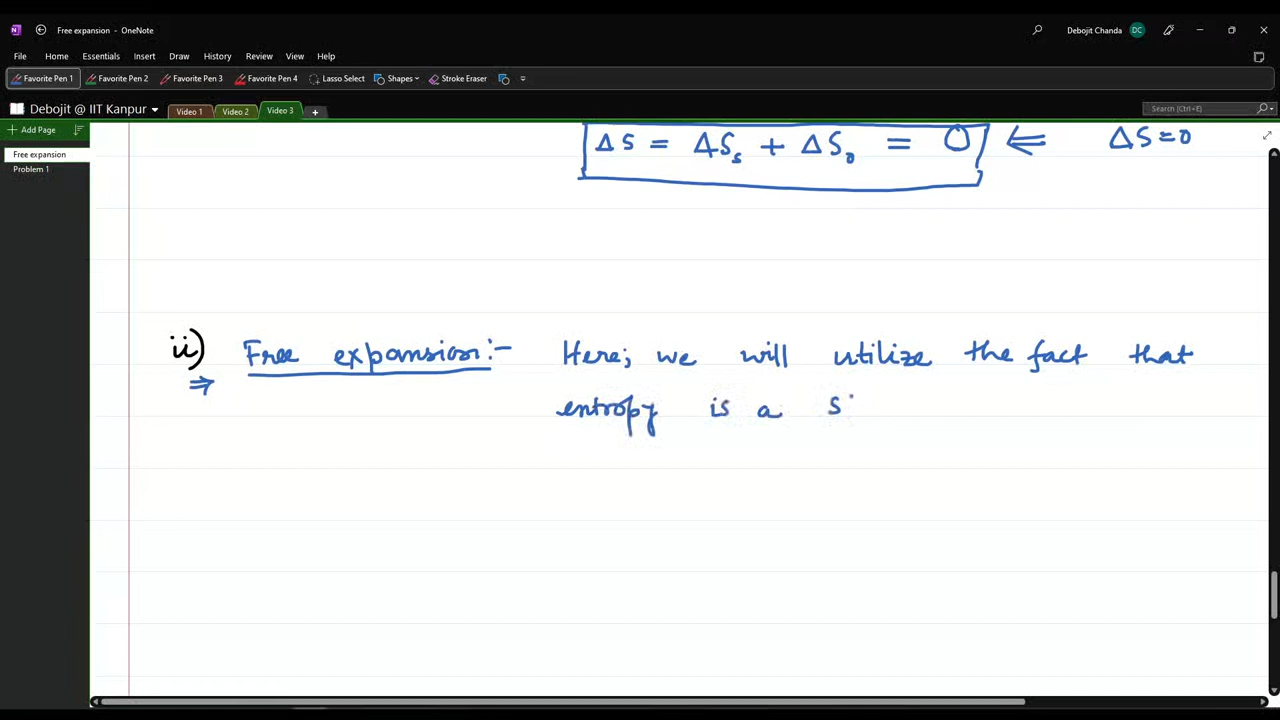 Free expansion - OneNote
Debojit Chanda DC
File Home Essentials Insert Draw History Review View Help
Favorite Pen 1 Favorite Pen 2 Favorite Pen 3 Favorite Pen 4 Lasso Select Shapes Stroke Eraser
Debojit @ IIT Kanpur Video 1 Video 2 Video 3 + Search (Ctrl+E)
+ Add Page
Free expansion
Problem 1
ΔS = ΔSₛ + ΔS₀ = 0 ⇐ ΔS=0
ii) Free expansion:- Here; we will utilize the fact that
⇒ entropy is a s